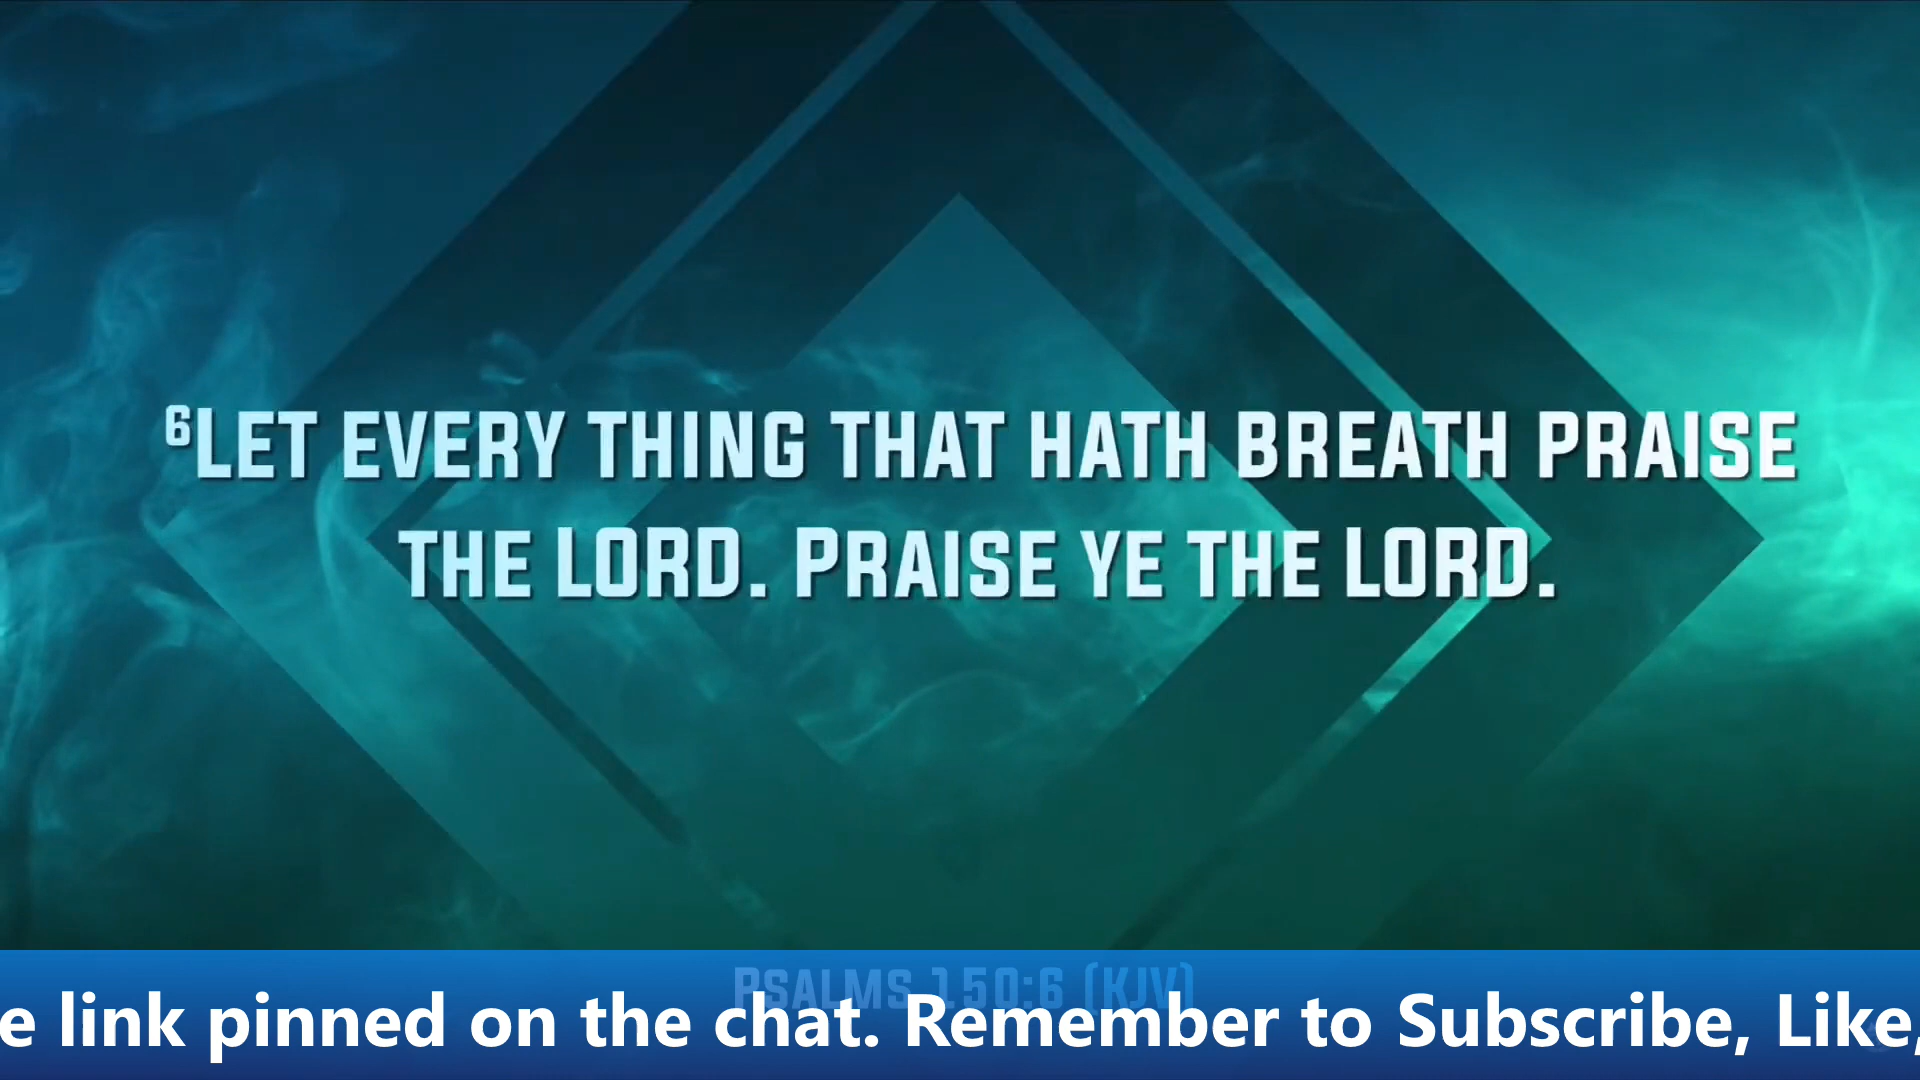 ⁶Let every thing that hath breath praise
the LORD. Praise ye the LORD.
Psalms 150:6 (KJV)
e link pinned on the chat. Remember to Subscribe, Like,